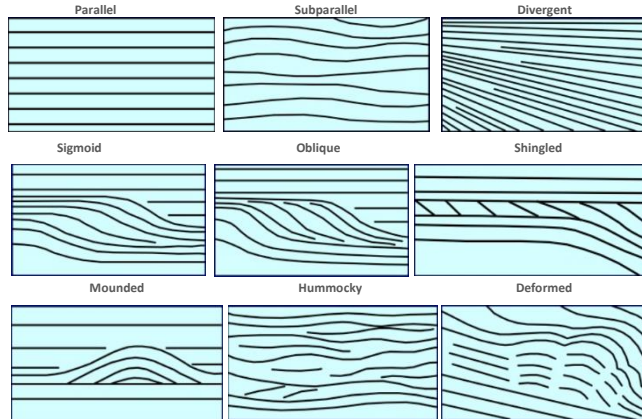 Parallel
Subparallel
Divergent
Sigmoid
Oblique
Shingled
Mounded
Hummocky
Deformed